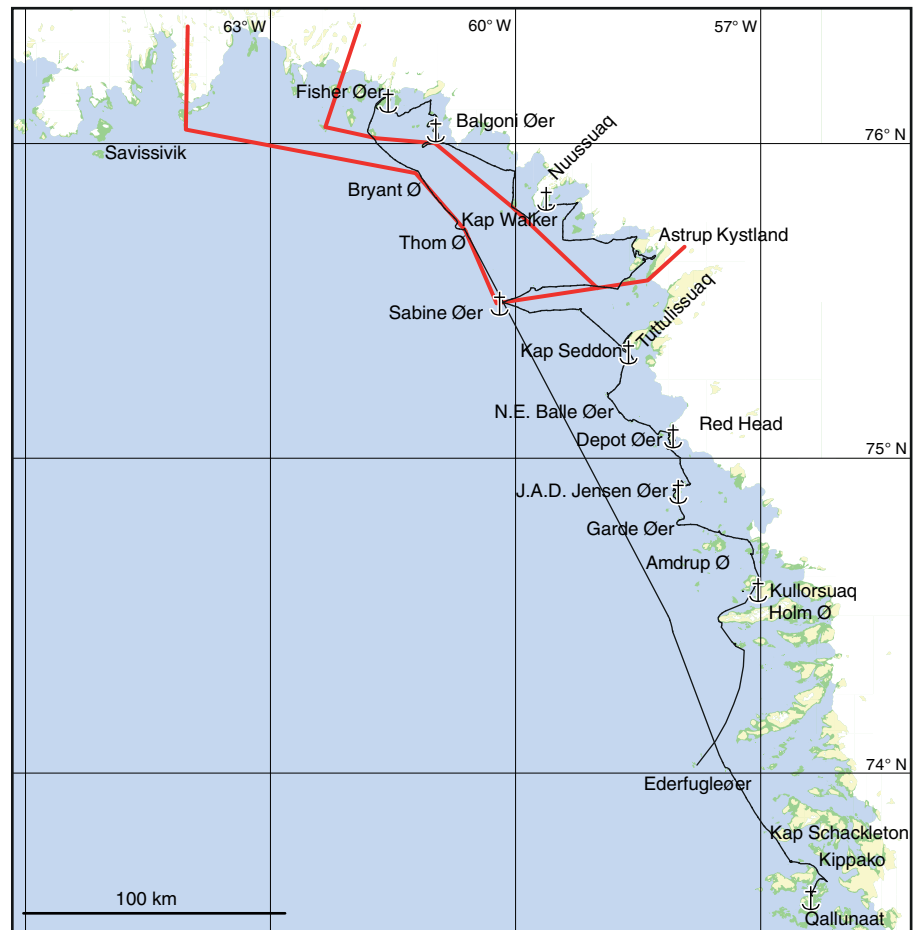 63° W
60° W
57° W
Fisher Øer
Balgoni Øer
Nuussuaq
76° N
Savissivik
Bryant Ø
Kap Walker
Thom Ø
Astrup Kystland
Sabine Øer
Tuttulissuaq
Kap Seddon
N.E. Balle Øer
Red Head
Depot Øer
75° N
J.A.D. Jensen Øer
Garde Øer
Amdrup Ø
Kullorsuaq
Holm Ø
74° N
Ederfugleøer
Kap Schackleton
Kippako
100 km
Qallunaat